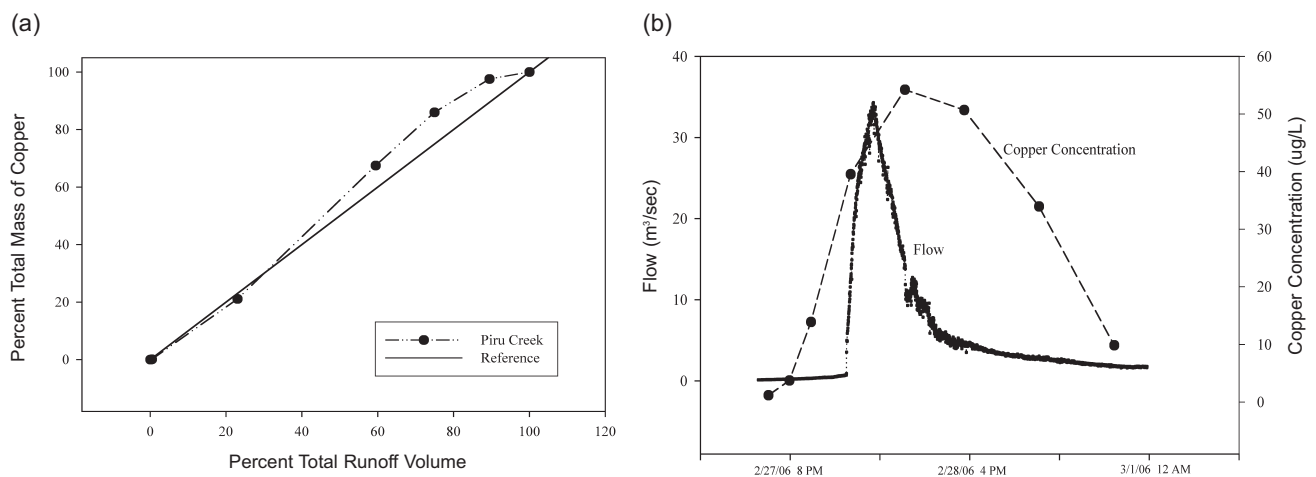 (a)
Percent Total Mass of Copper
100
80
60
40
20
0
Piru Creek
Reference
0 20 40 60 80 100 120
Percent Total Runoff Volume
(b)
Flow (m³/sec)
40
30
20
10
0
Copper Concentration
Flow
60
50
40
30
20
10
0
Copper Concentration (ug/L)
2/27/06 8 PM 2/28/06 4 PM 3/1/06 12 AM